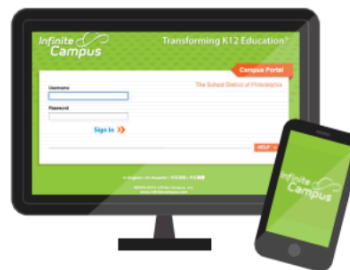 Infinite
Campus
Transforming K12 Education®
Campus Portal
The School District of Philadelphia
Username
Password
Sign In
HELP
Infinite
Campus